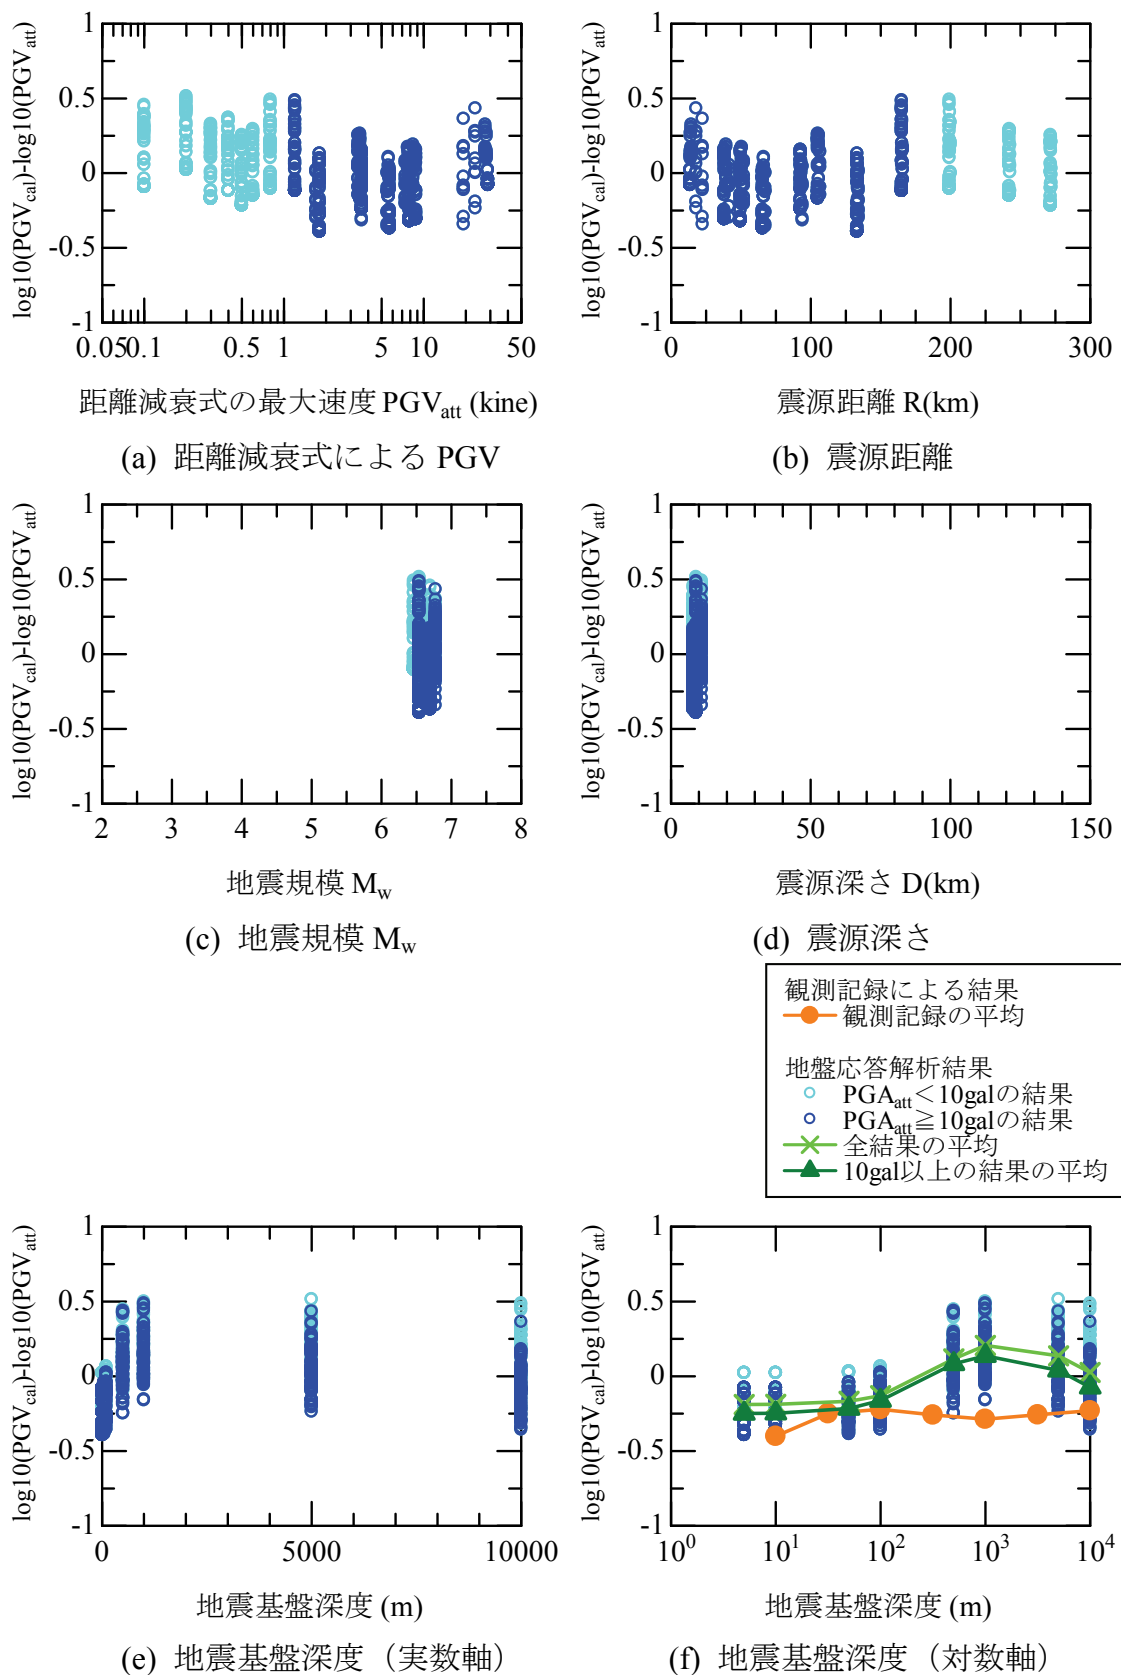 log10(PGVcal)-log10(PGVatt)
1
0.5
0
-0.5
-1
0.05 0.1 0.5 1 5 10 50
距離減衰式の最大速度 PGVatt (kine)
(a) 距離減衰式による PGV
log10(PGVcal)-log10(PGVatt)
1
0.5
0
-0.5
-1
0 100 200 300
震源距離 R(km)
(b) 震源距離
log10(PGVcal)-log10(PGVatt)
1
0.5
0
-0.5
-1
2 3 4 5 6 7 8
地震規模 Mw
(c) 地震規模 Mw
log10(PGVcal)-log10(PGVatt)
1
0.5
0
-0.5
-1
0 50 100 150
震源深さ D(km)
(d) 震源深さ
観測記録による結果
観測記録の平均
地盤応答解析結果
PGAatt＜10galの結果
PGAatt≧10galの結果
全結果の平均
10gal以上の結果の平均
log10(PGVcal)-log10(PGVatt)
1
0.5
0
-0.5
-1
0 5000 10000
地震基盤深度 (m)
(e) 地震基盤深度（実数軸）
log10(PGVcal)-log10(PGVatt)
1
0.5
0
-0.5
-1
10⁰ 10¹ 10² 10³ 10⁴
地震基盤深度 (m)
(f) 地震基盤深度（対数軸）